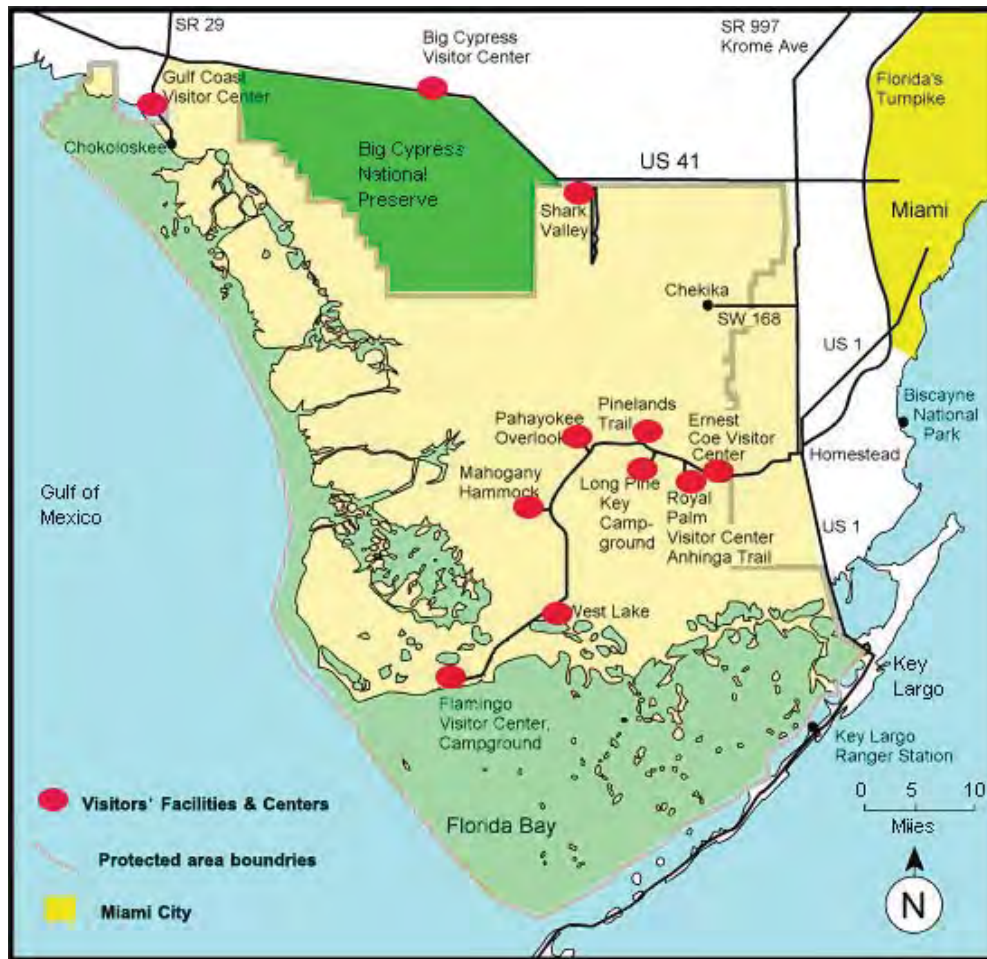 SR 29
Big Cypress
Visitor Center
SR 997
Krome Ave
Gulf Coast
Visitor Center
Florida's
Turnpike
Chokoloskee
Big Cypress
National
Preserve
US 41
Shark
Valley
Miami
Chekika
SW 168
US 1
Biscayne
National
Park
Pahayokee
Overlook
Pinelands
Trail
Ernest
Coe Visitor
Center
Homestead
Mahogany
Hammock
Long Pine
Key
Camp-
ground
Royal
Palm
Visitor Center
Anhinga Trail
US 1
Gulf of
Mexico
West Lake
Key
Largo
Flamingo
Visitor Center,
Campground
Key Largo
Ranger Station
Florida Bay
0 5 10
Miles
N
Visitors' Facilities & Centers
Protected area boundries
Miami City